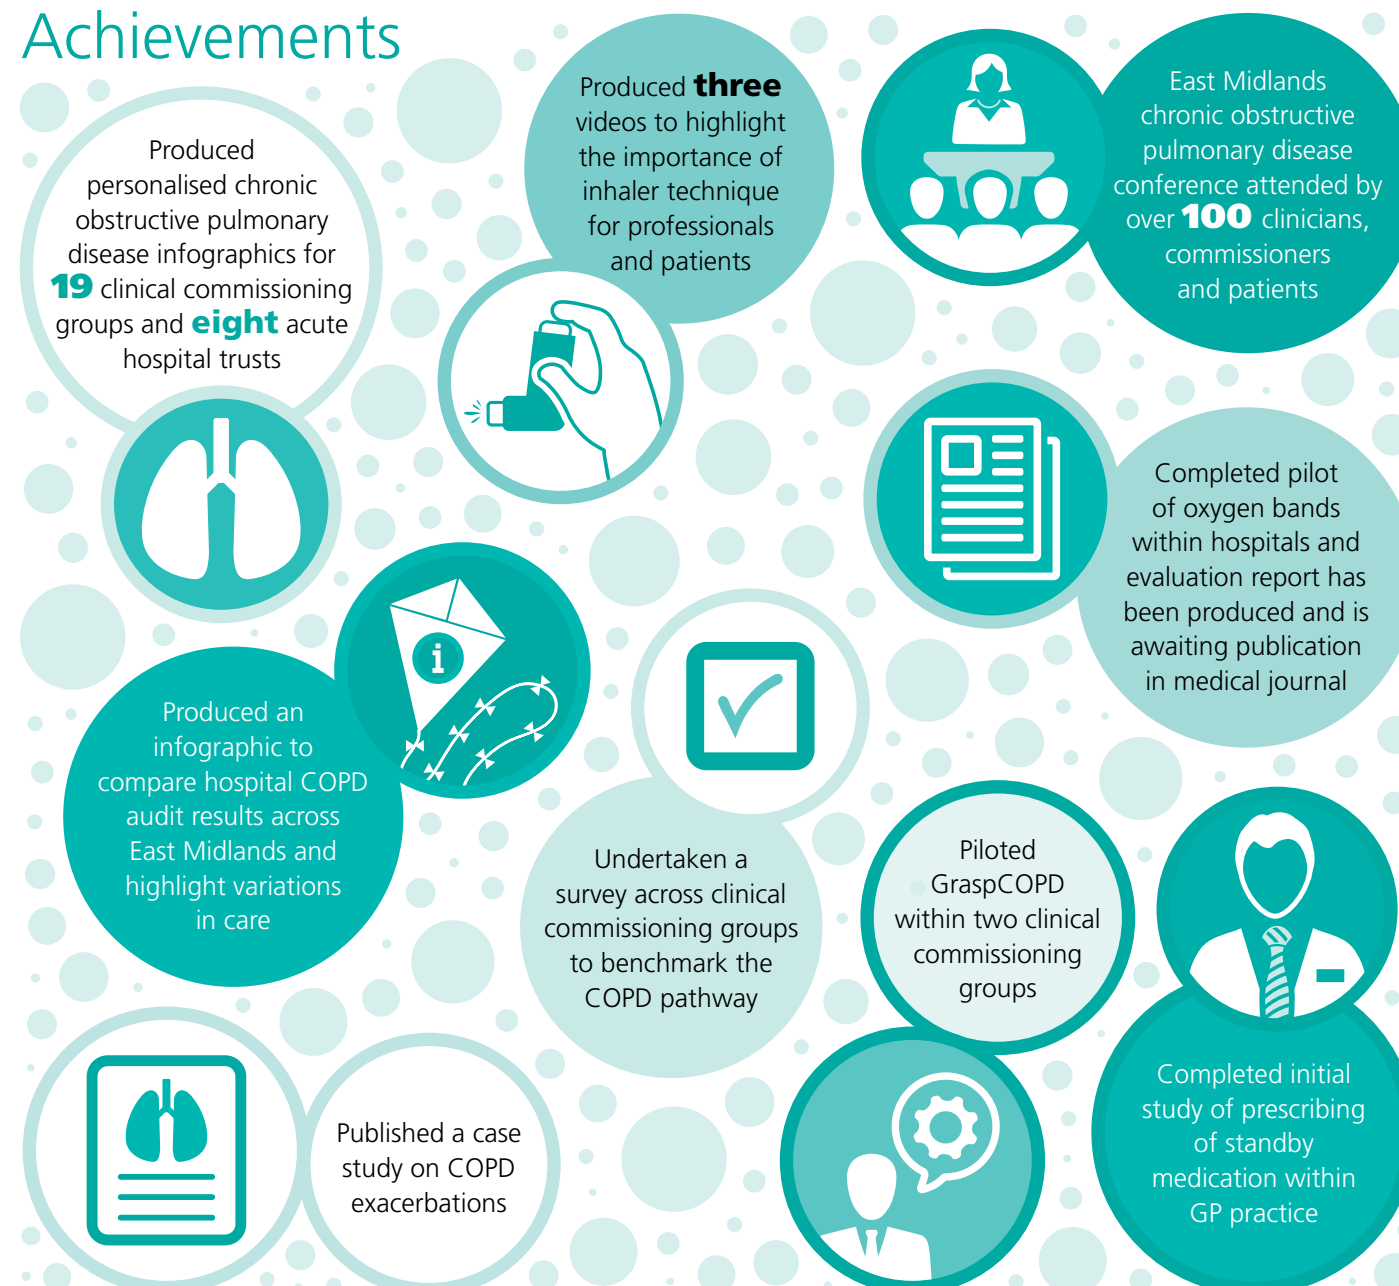 Achievements
Produced
personalised chronic
obstructive pulmonary
disease infographics for
19 clinical commissioning
groups and eight acute
hospital trusts
Produced three
videos to highlight
the importance of
inhaler technique
for professionals
and patients
East Midlands
chronic obstructive
pulmonary disease
conference attended by
over 100 clinicians,
commissioners
and patients
Completed pilot
of oxygen bands
within hospitals and
evaluation report has
been produced and is
awaiting publication
in medical journal
i
Produced an
infographic to
compare hospital COPD
audit results across
East Midlands and
highlight variations
in care
Undertaken a
survey across clinical
commissioning groups
to benchmark the
COPD pathway
Piloted
GraspCOPD
within two clinical
commissioning
groups
Completed initial
study of prescribing
of standby
medication within
GP practice
Published a case
study on COPD
exacerbations